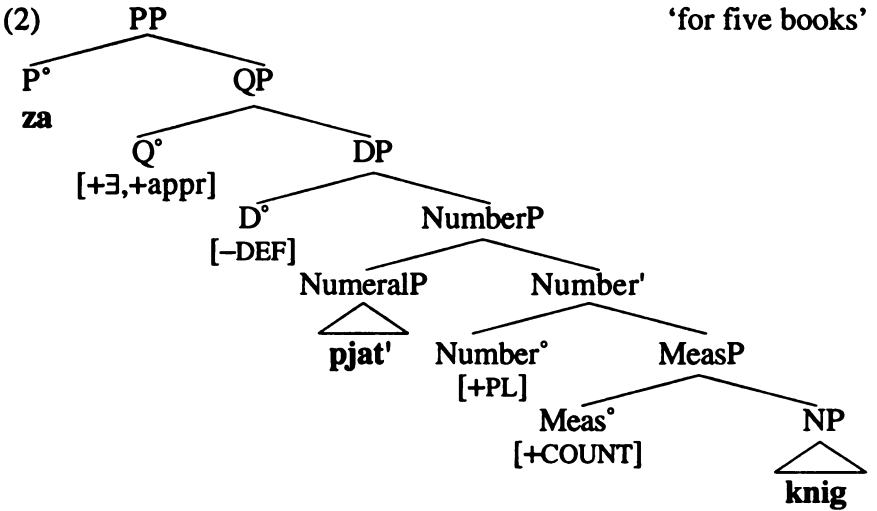 (2) PP ‘for five books’
P° QP
za
Q° DP
[+∃,+appr]
D° NumberP
[–DEF]
NumeralP Number'
pjat' Number° MeasP
[+PL]
Meas° NP
[+COUNT]
knig